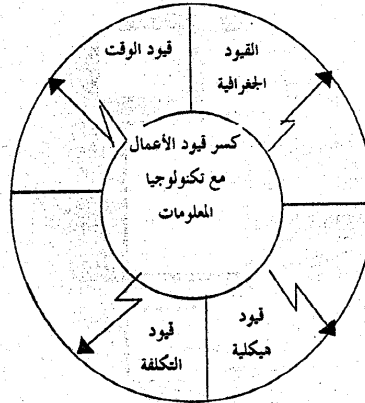 القيود
الجغرافية
قيود الوقت
كسر قيود الأعمال
مع تكنولوجيا
المعلومات
قيود
هيكلية
قيود
التكلفة